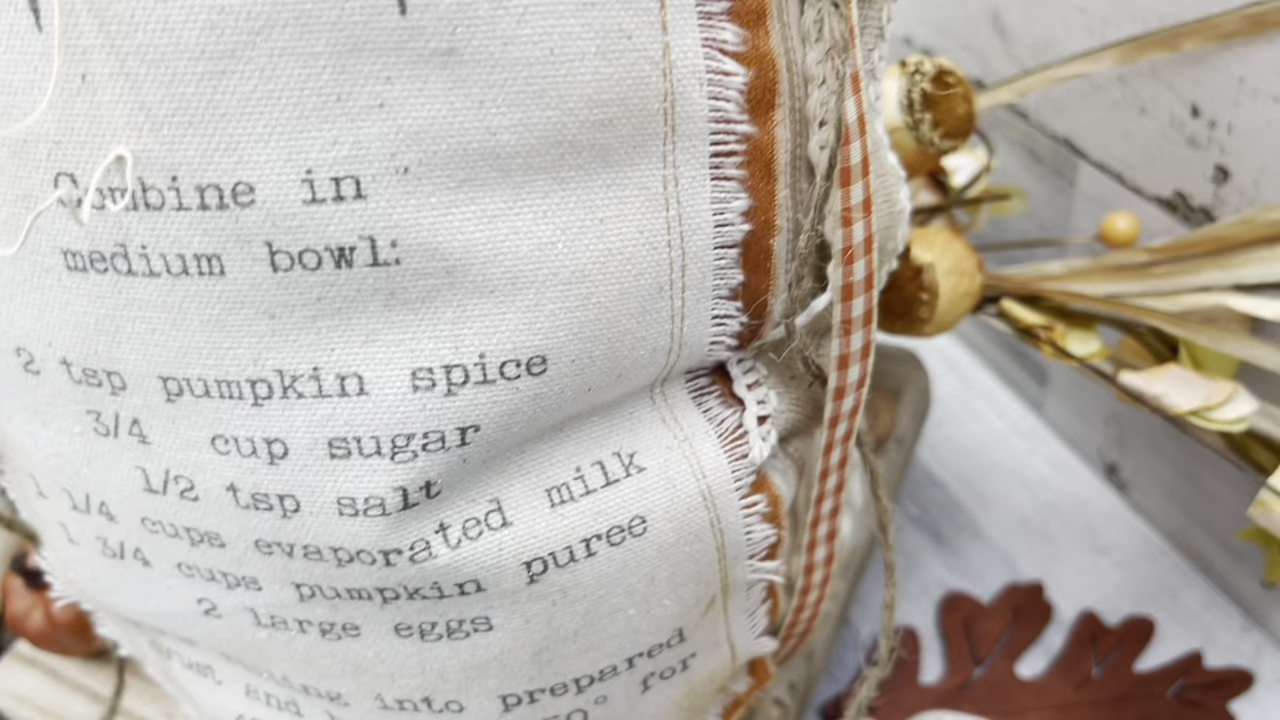 Combine in
medium bowl:
2 tsp pumpkin spice
3/4 cup sugar
1/2 tsp salt
1 1/4 cups evaporated milk
1 3/4 cups pumpkin puree
2 large eggs
into prepared
and for